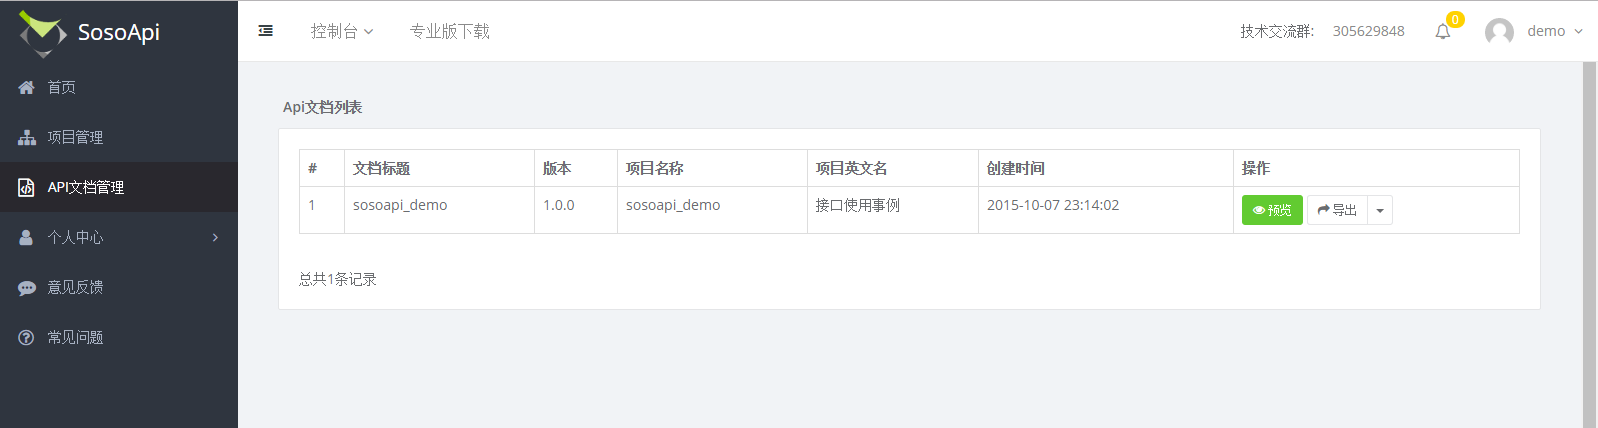 SosoApi
控制台 专业版下载 技术交流群: 305629848 0 demo
首页
项目管理
API文档管理
个人中心
意见反馈
常见问题
Api文档列表
# 文档标题 版本 项目名称 项目英文名 创建时间 操作
1 sosoapi_demo 1.0.0 sosoapi_demo 接口使用事例 2015-10-07 23:14:02 预览 导出
总共1条记录